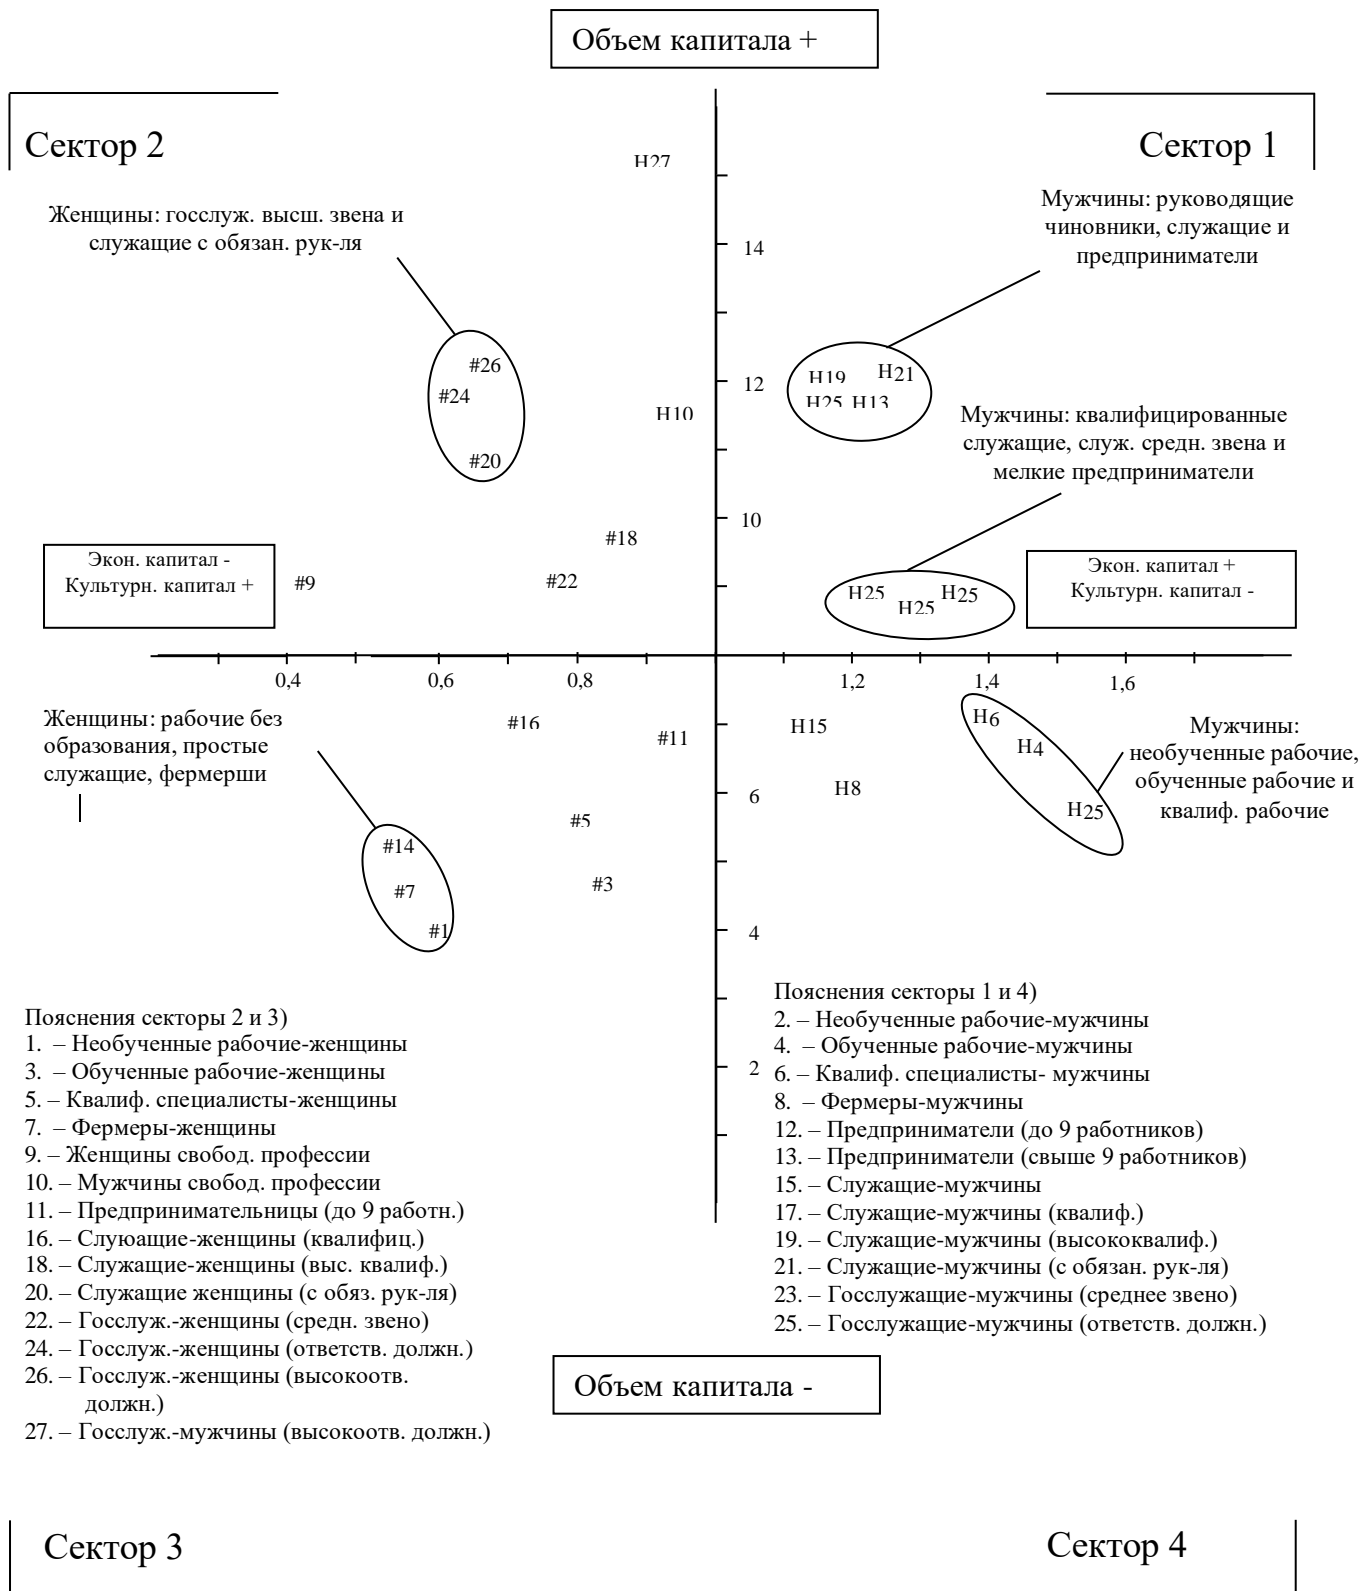 Объем капитала +
Сектор 2
Сектор 1
Н27
Женщины: госслуж. высш. звена и
служащие с обязан. рук-ля
Мужчины: руководящие
чиновники, служащие и
предприниматели
14
#26
#24
#20
12
Н19
Н21
Н25
Н13
Н10
Мужчины: квалифицированные
служащие, служ. средн. звена и
мелкие предприниматели
10
#18
Экон. капитал -
Культурн. капитал +
#9
#22
Н25
Н25
Н25
Экон. капитал +
Культурн. капитал -
0,4
0,6
0,8
1,2
1,4
1,6
Женщины: рабочие без
образования, простые
служащие, фермерши
#16
#11
Н15
Н8
Н6
Н4
Н25
Мужчины:
необученные рабочие,
обученные рабочие и
квалиф. рабочие
6
#5
#14
#7
#1
#3
4
2
Пояснения секторы 2 и 3)
1. – Необученные рабочие-женщины
3. – Обученные рабочие-женщины
5. – Квалиф. специалисты-женщины
7. – Фермеры-женщины
9. – Женщины свобод. профессии
10. – Мужчины свобод. профессии
11. – Предпринимательницы (до 9 работн.)
16. – Слуюащие-женщины (квалифиц.)
18. – Служащие-женщины (выс. квалиф.)
20. – Служащие женщины (с обяз. рук-ля)
22. – Госслуж.-женщины (средн. звено)
24. – Госслуж.-женщины (ответств. должн.)
26. – Госслуж.-женщины (высокоотв.
должн.)
27. – Госслуж.-мужчины (высокоотв. должн.)
Пояснения секторы 1 и 4)
2. – Необученные рабочие-мужчины
4. – Обученные рабочие-мужчины
6. – Квалиф. специалисты- мужчины
8. – Фермеры-мужчины
12. – Предприниматели (до 9 работников)
13. – Предприниматели (свыше 9 работников)
15. – Служащие-мужчины
17. – Служащие-мужчины (квалиф.)
19. – Служащие-мужчины (высококвалиф.)
21. – Служащие-мужчины (с обязан. рук-ля)
23. – Госслужащие-мужчины (среднее звено)
25. – Госслужащие-мужчины (ответств. должн.)
Объем капитала -
Сектор 3
Сектор 4